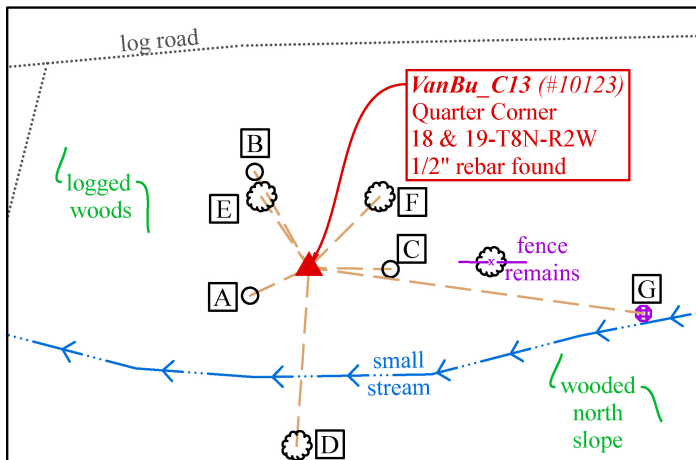 log road
VanBu_C13 (#10123)
Quarter Corner
18 & 19-T8N-R2W
1/2" rebar found
B
logged
woods
E
F
C
fence
remains
A
G
small
stream
wooded
north
slope
D